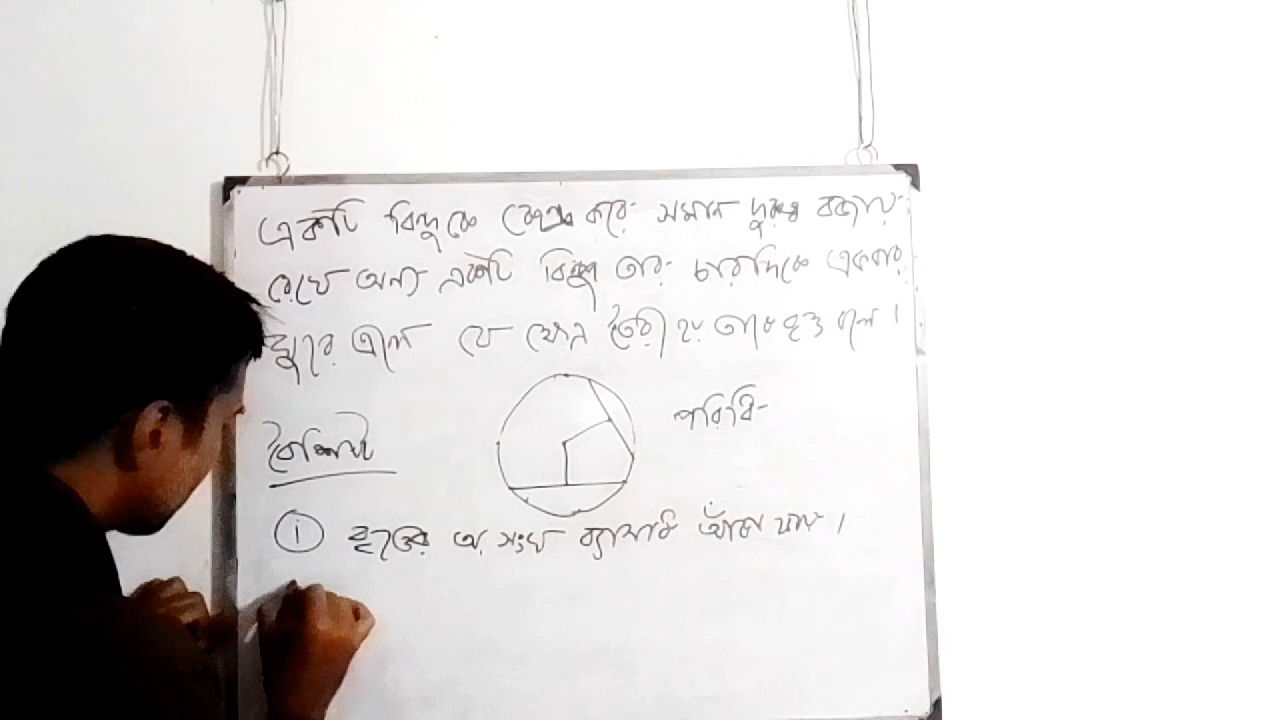 একটি বিন্দুকে কেন্দ্র করে সমান দুরত্ব বজায়
রেখে অন্য একটি বিন্দু তার চারদিকে একবার
ঘুরে এলে যে ক্ষেত্র তৈরী হয় তাকে বৃত্ত বলে।
পরিধি-
বৈশিষ্ট্য
① বৃত্তের অসংখ্য ব্যাসার্ধ আঁকা যায়।